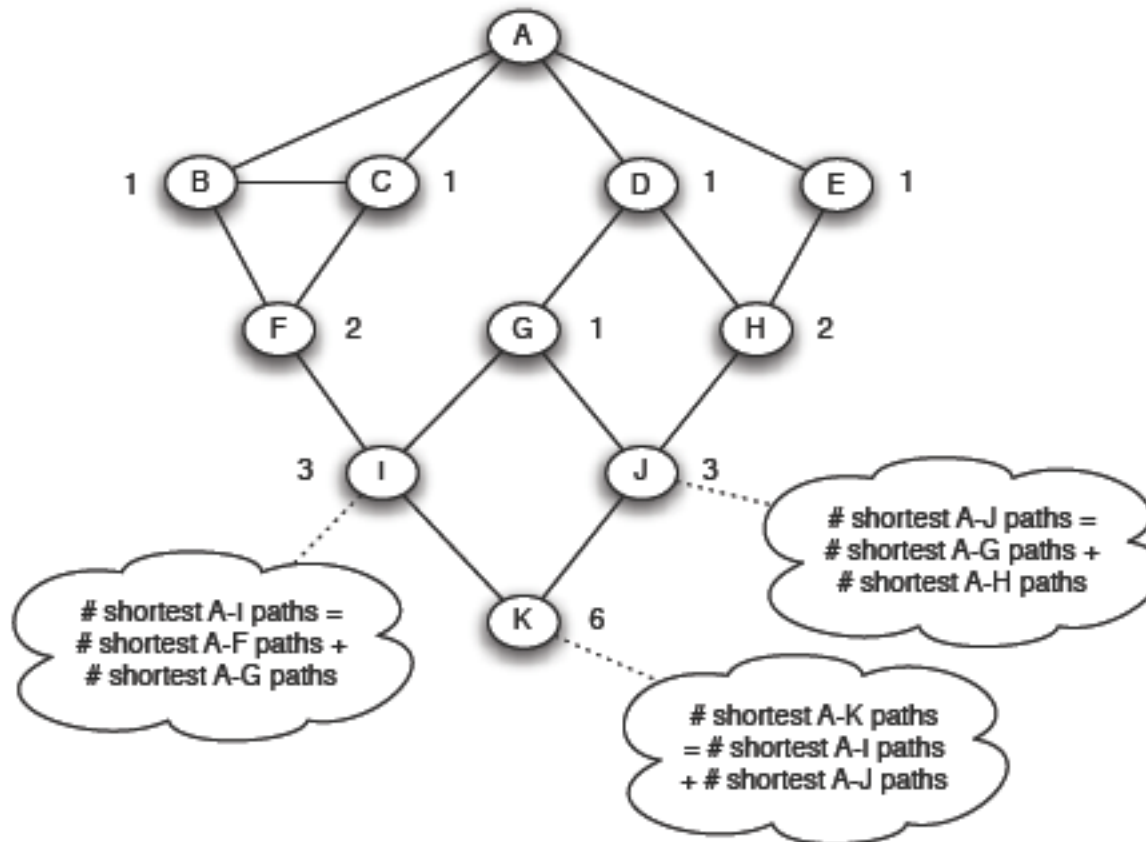 A
1 B C 1 D 1 E 1
F 2 G 1 H 2
3 I J 3
# shortest A-J paths =
# shortest A-G paths +
# shortest A-H paths
# shortest A-I paths =
# shortest A-F paths +
# shortest A-G paths
K 6
# shortest A-K paths
= # shortest A-I paths
+ # shortest A-J paths